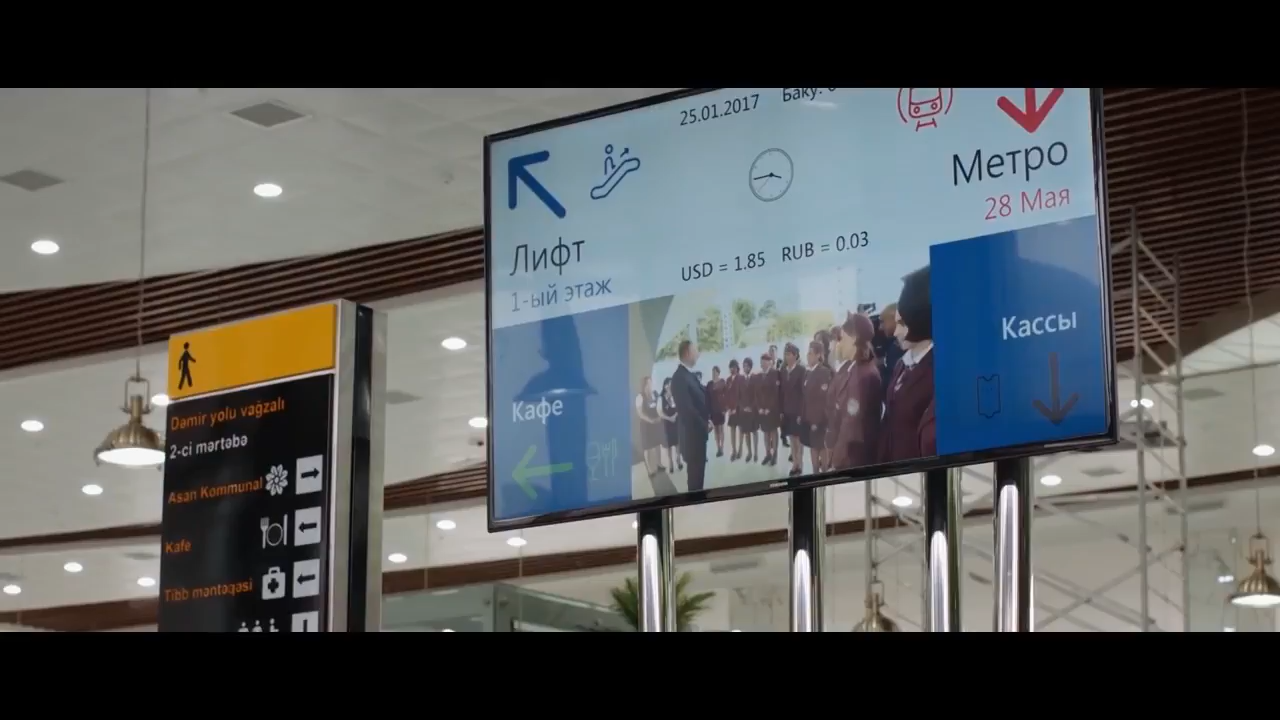 25.01.2017
Баку:
Метро
28 Мая
Лифт
1-ый этаж
USD = 1.85 RUB = 0.03
Кассы
Кафе
Dəmir yolu vağzalı
2-ci mərtəbə
Asan Kommunal
Kafe
Tibb məntəqəsi